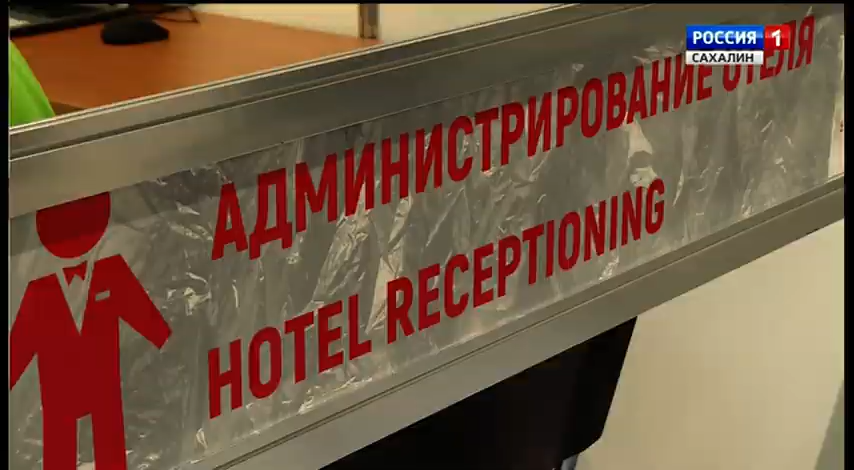 РОССИЯ 1
САХАЛИН
АДМИНИСТРИРОВАНИЕ ОТЕЛЯ
HOTEL RECEPTIONING